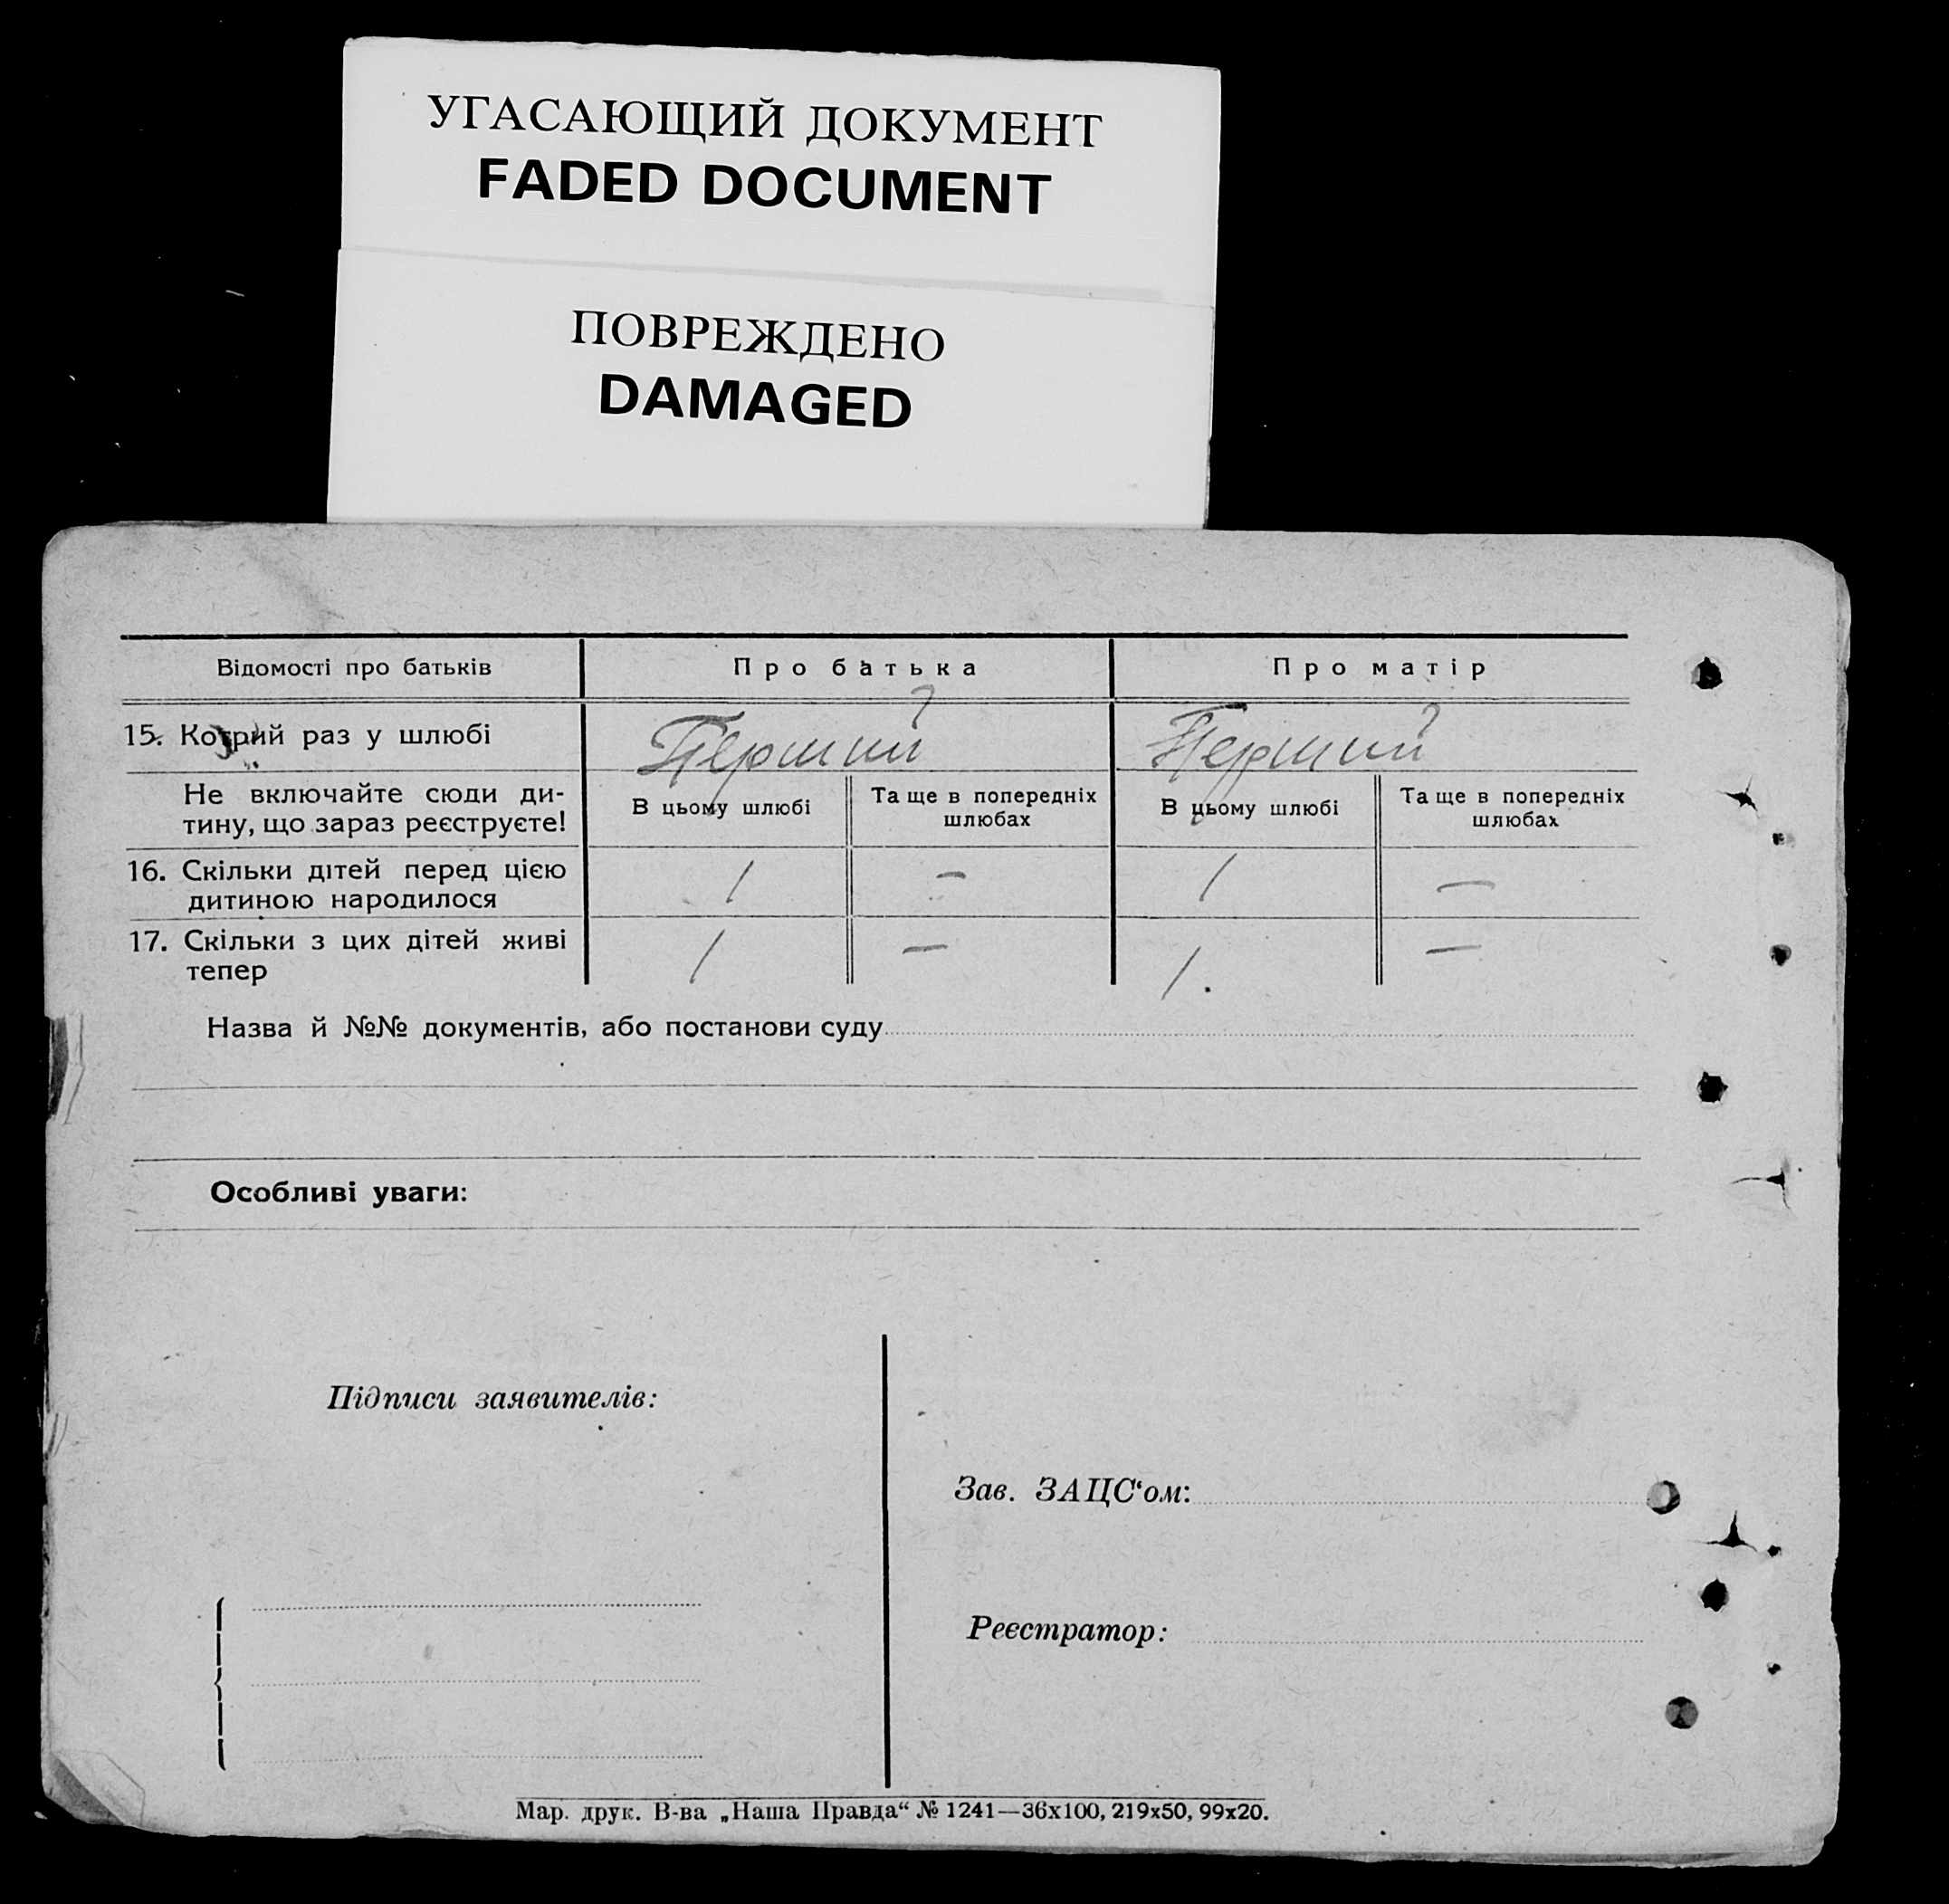 УГАСАЮЩИЙ ДОКУМЕНТ
FADED DOCUMENT
ПОВРЕЖДЕНО
DAMAGED
Відомості про батьків Про батька Про матір
15. Котрий раз у шлюбі Перший Перший
Не включайте сюди ди-
тину, що зараз реєструєте!
В цьому шлюбі
Та ще в попередніх
шлюбах
В цьому шлюбі
Та ще в попередніх
шлюбах
16. Скільки дітей перед цією
дитиною народилося
1 — 1 —
17. Скільки з цих дітей живі
тепер
1 — 1. —
Назва й №№ документів, або постанови суду
Особливі уваги:
Підписи заявителів:
Зав. ЗАЦС‘ом:
Реєстратор:
Мар. друк. В-ва „Наша Правда“ № 1241—36х100, 219х50, 99х20.